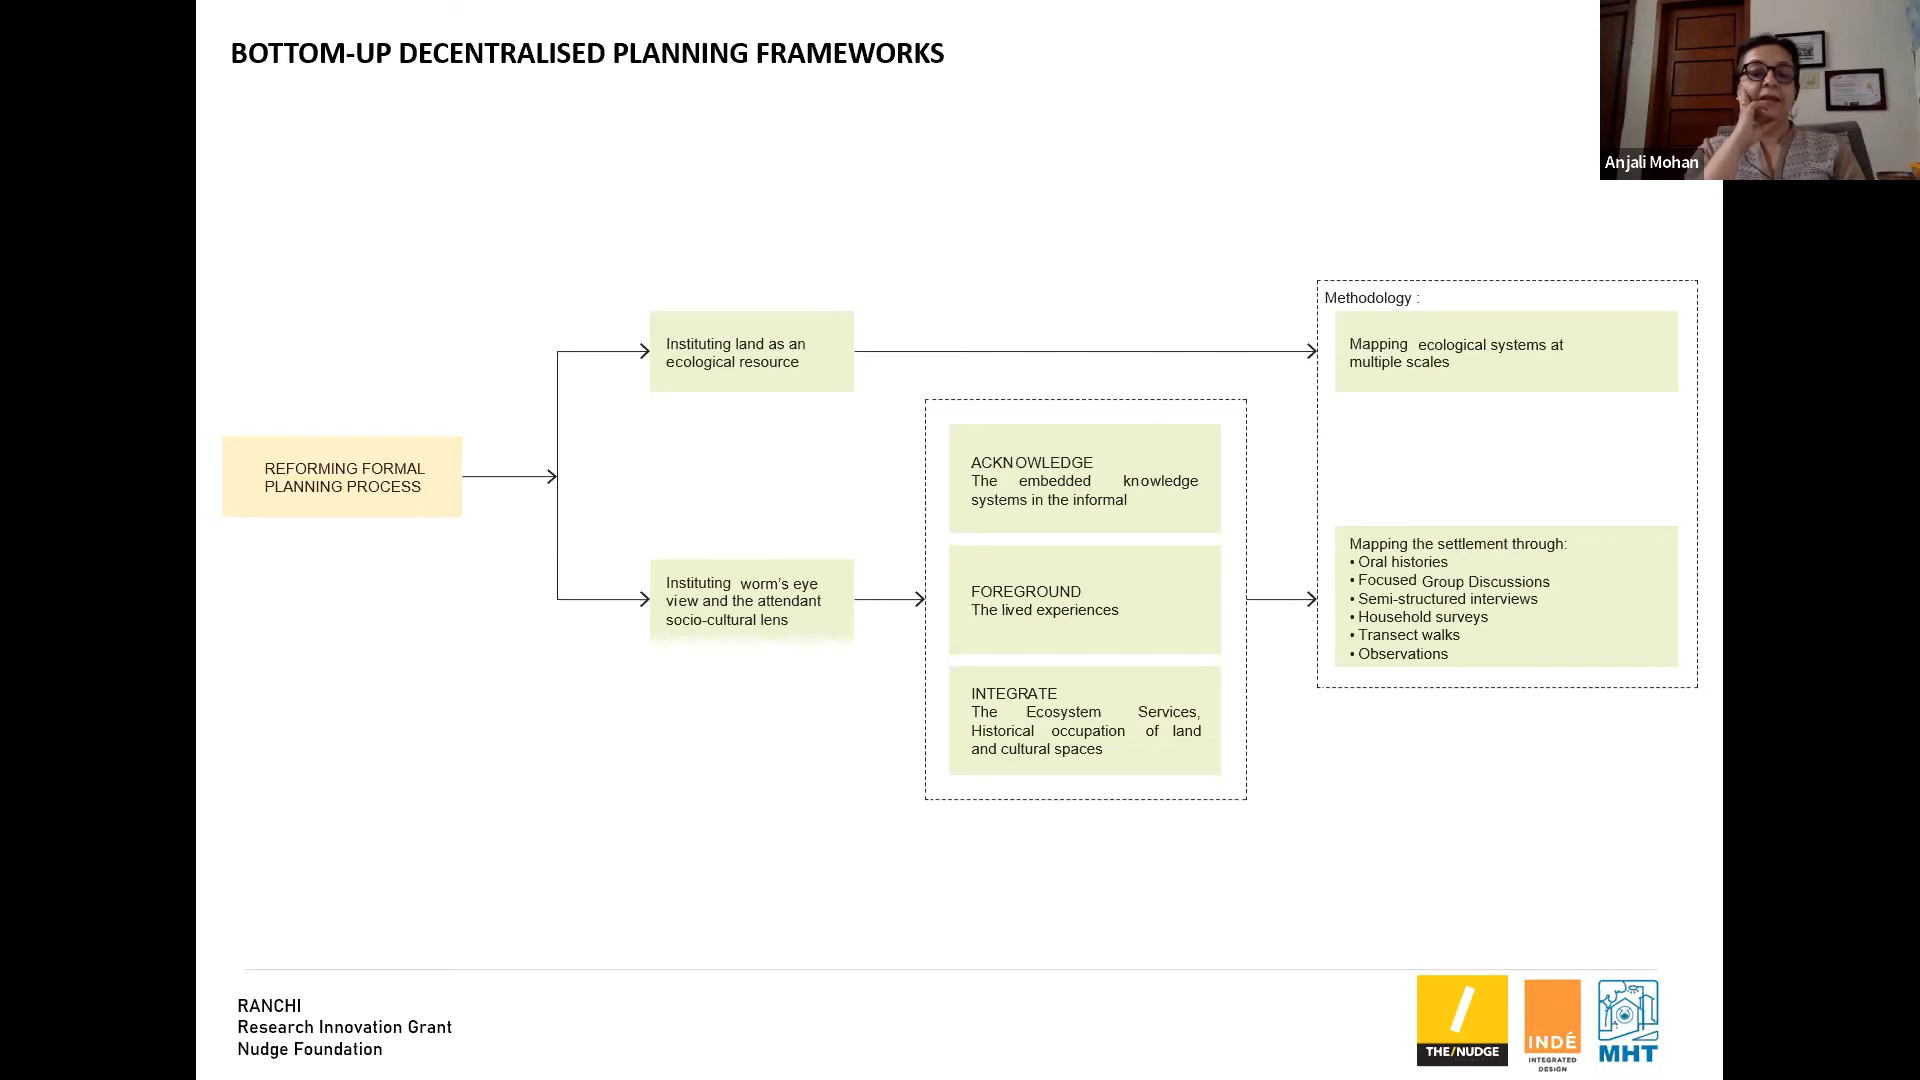 BOTTOM-UP DECENTRALISED PLANNING FRAMEWORKS
Anjali Mohan
REFORMING FORMAL
PLANNING PROCESS
Instituting land as an
ecological resource
Instituting worm's eye
view and the attendant
socio-cultural lens
ACKNOWLEDGE
The embedded knowledge
systems in the informal
FOREGROUND
The lived experiences
INTEGRATE
The Ecosystem Services,
Historical occupation of land
and cultural spaces
Methodology :
Mapping ecological systems at
multiple scales
Mapping the settlement through:
• Oral histories
• Focused Group Discussions
• Semi-structured interviews
• Household surveys
• Transect walks
• Observations
RANCHI
Research Innovation Grant
Nudge Foundation
THE/NUDGE
INDÉ
INTEGRATED
DESIGN
MHT